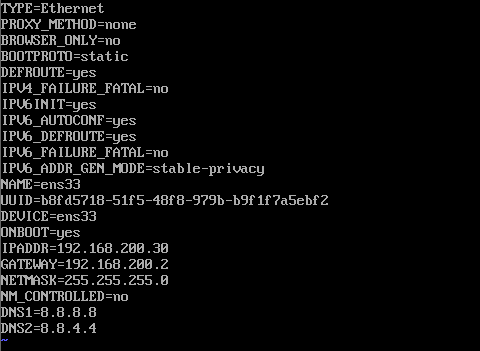 TYPE=Ethernet
PROXY_METHOD=none
BROWSER_ONLY=no
BOOTPROTO=static
DEFROUTE=yes
IPV4_FAILURE_FATAL=no
IPV6INIT=yes
IPV6_AUTOCONF=yes
IPV6_DEFROUTE=yes
IPV6_FAILURE_FATAL=no
IPV6_ADDR_GEN_MODE=stable-privacy
NAME=ens33
UUID=b8fd5718-51f5-48f8-979b-b9f1f7a5ebf2
DEVICE=ens33
ONBOOT=yes
IPADDR=192.168.200.30
GATEWAY=192.168.200.2
NETMASK=255.255.255.0
NM_CONTROLLED=no
DNS1=8.8.8.8
DNS2=8.8.4.4
~